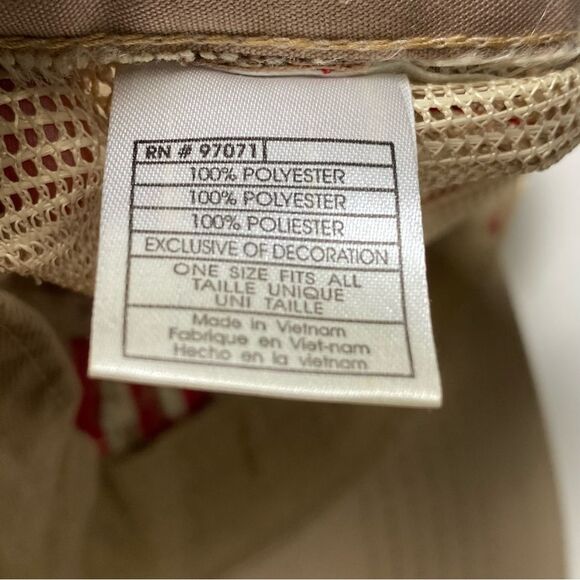 RN # 97071
100% POLYESTER
100% POLYESTER
100% POLIESTER
EXCLUSIVE OF DECORATION
ONE SIZE FITS ALL
TAILLE UNIQUE
UNI TAILLE
Made in Vietnam
Fabrique en Viet-nam
Hecho en la vietnam